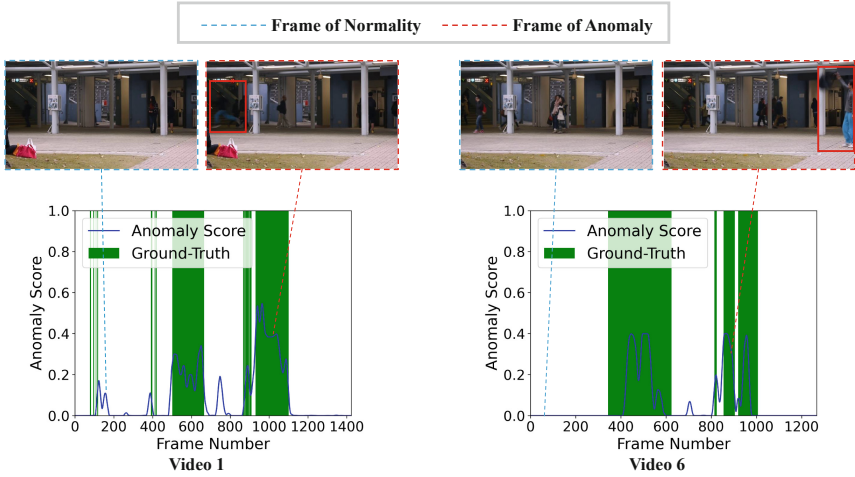 Frame of Normality Frame of Anomaly
1.0
0.8
0.6
0.4
0.2
0.0
Anomaly Score
Anomaly Score
Ground-Truth
0 200 400 600 800 1000 1200 1400
Frame Number
Video 1
1.0
0.8
0.6
0.4
0.2
0.0
Anomaly Score
Anomaly Score
Ground-Truth
0 200 400 600 800 1000 1200
Frame Number
Video 6